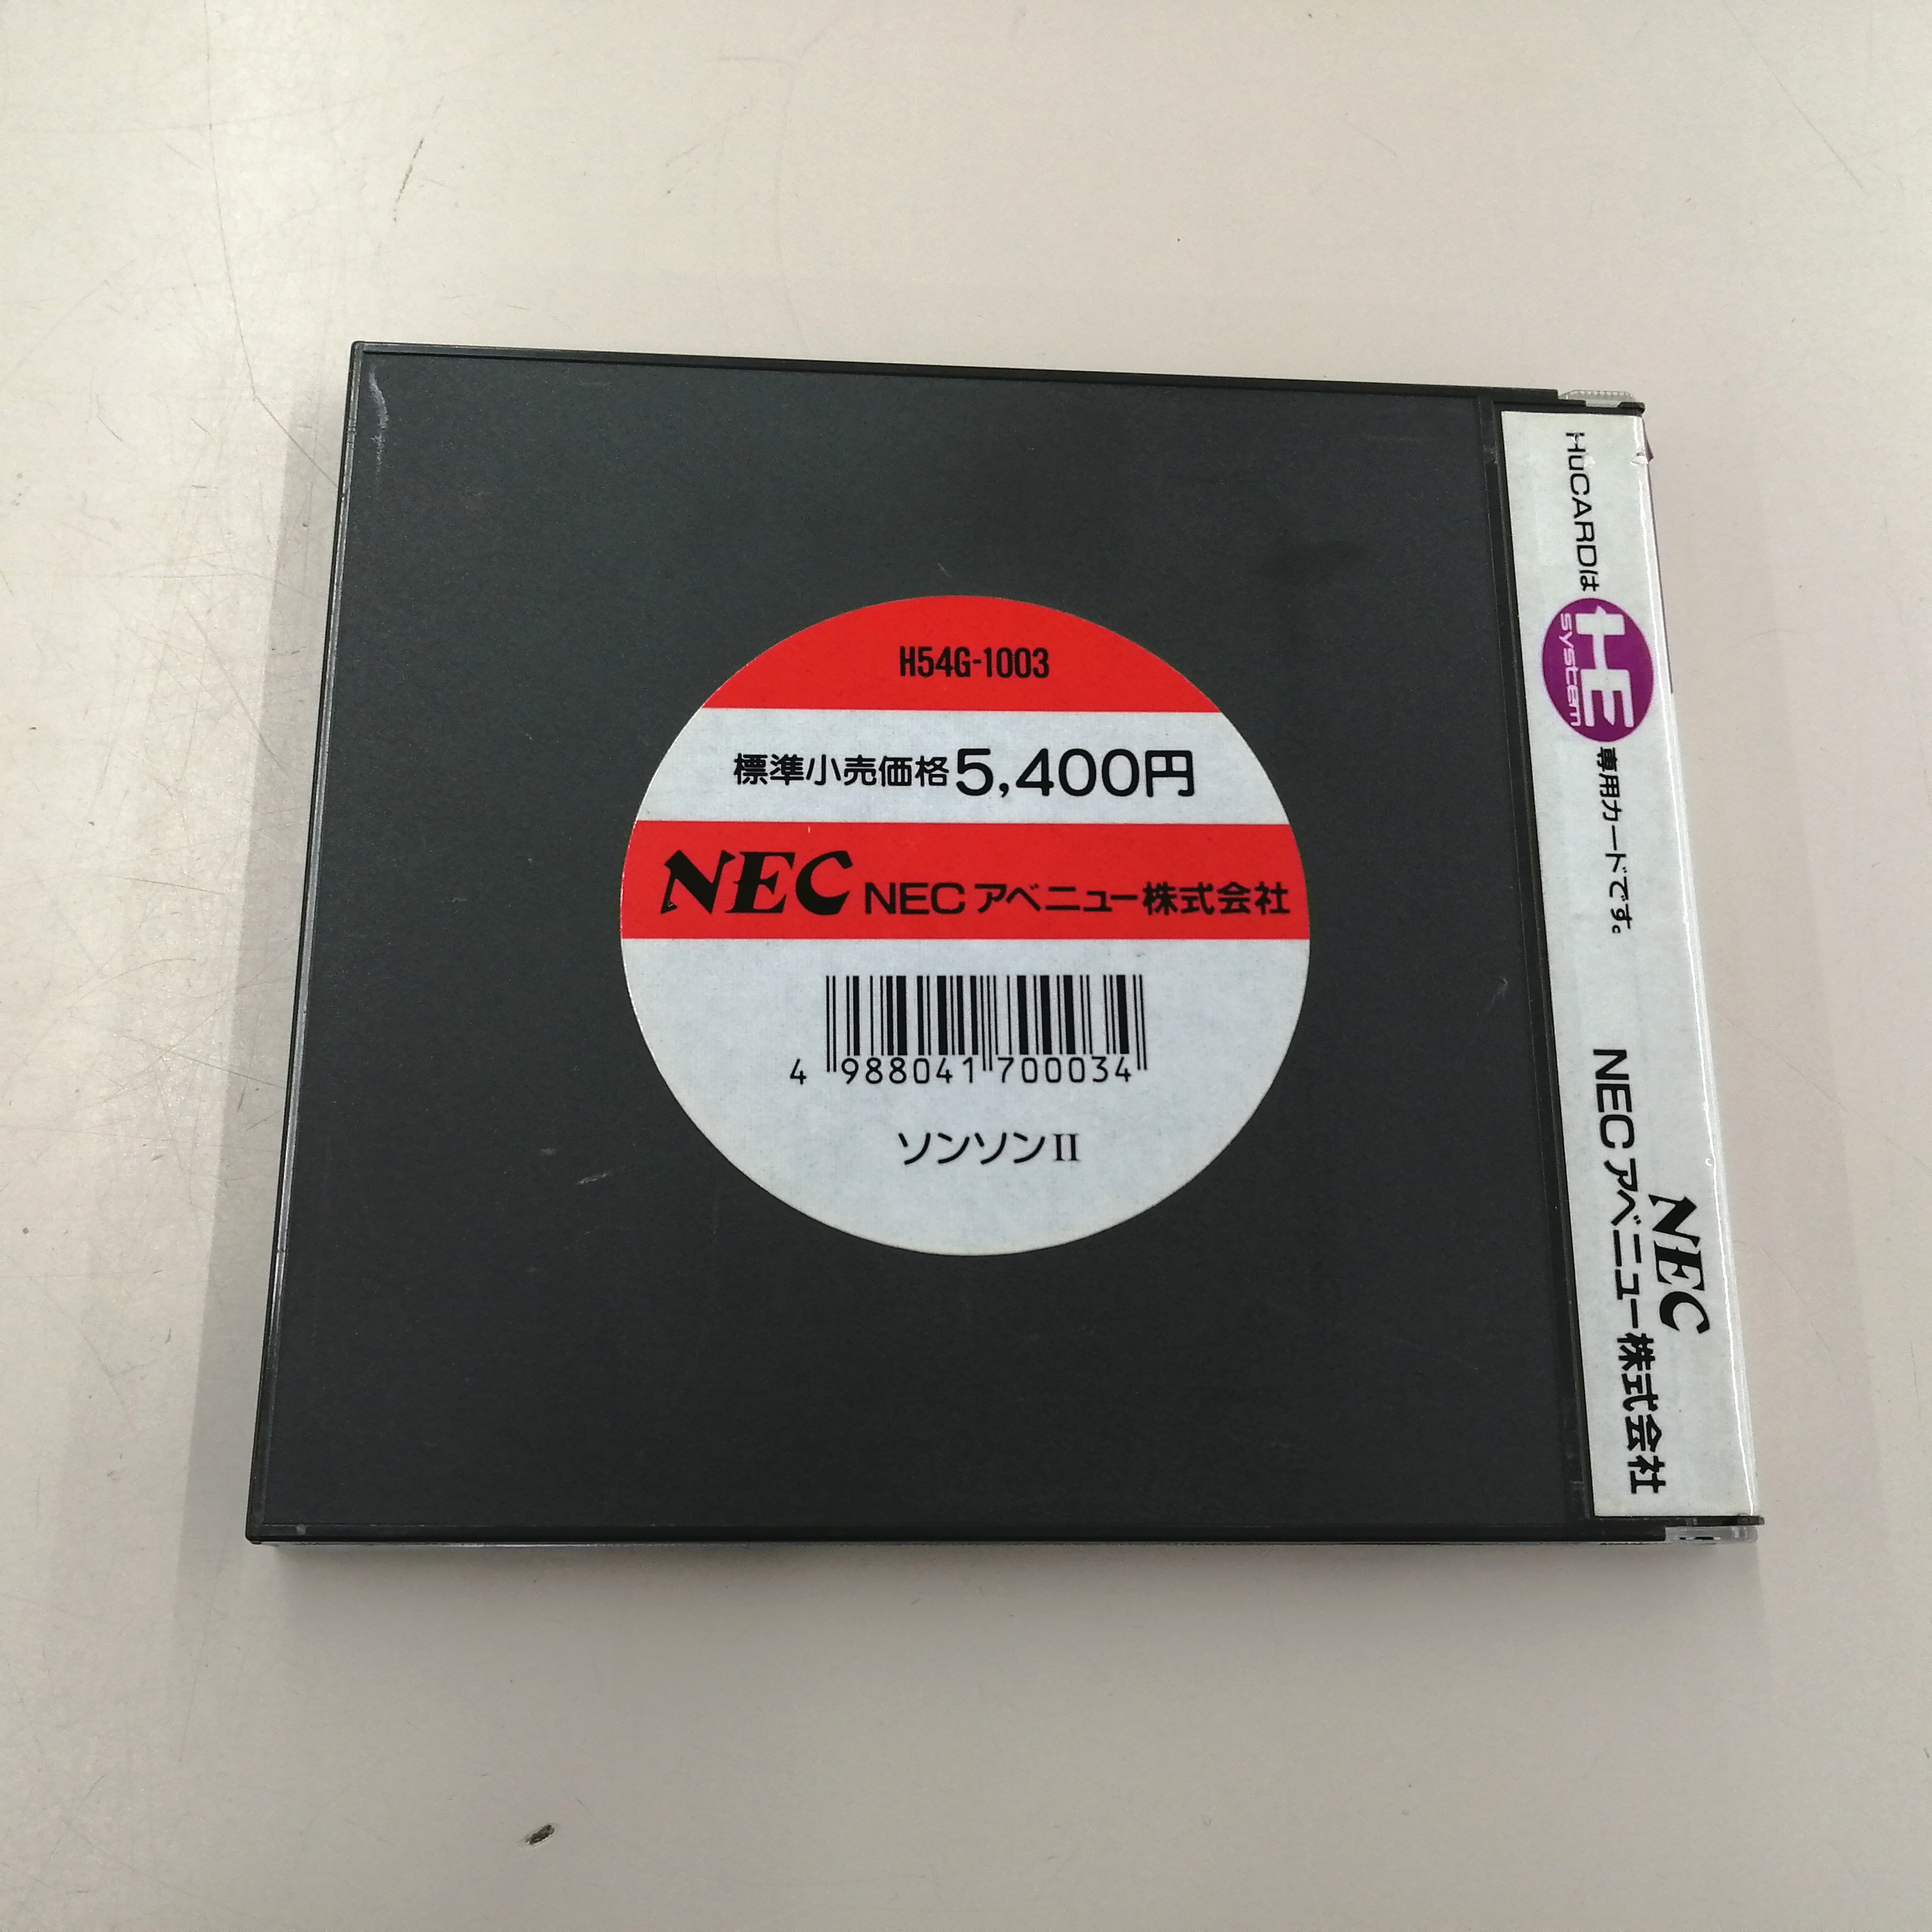 H54G-1003
標準小売価格5,400円
NEC NECアベニュー株式会社
4 988041 700034
ソンソンII
HuCARDは HE system 専用カードです。
NEC
NECアベニュー株式会社